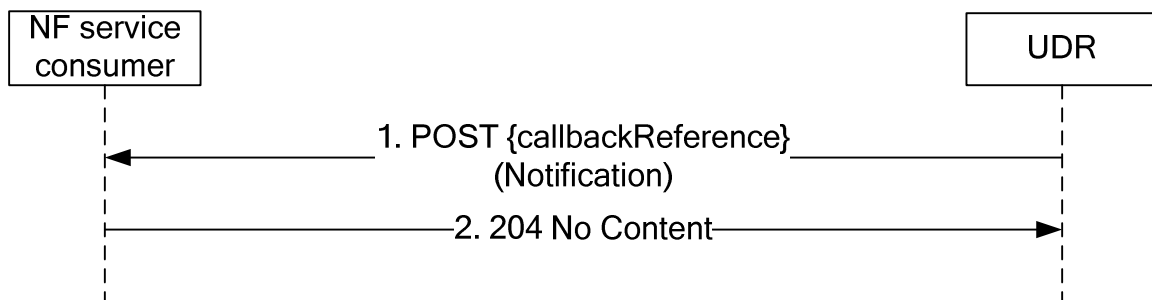 NF service
consumer
UDR
1. POST {callbackReference}
(Notification)
2. 204 No Content